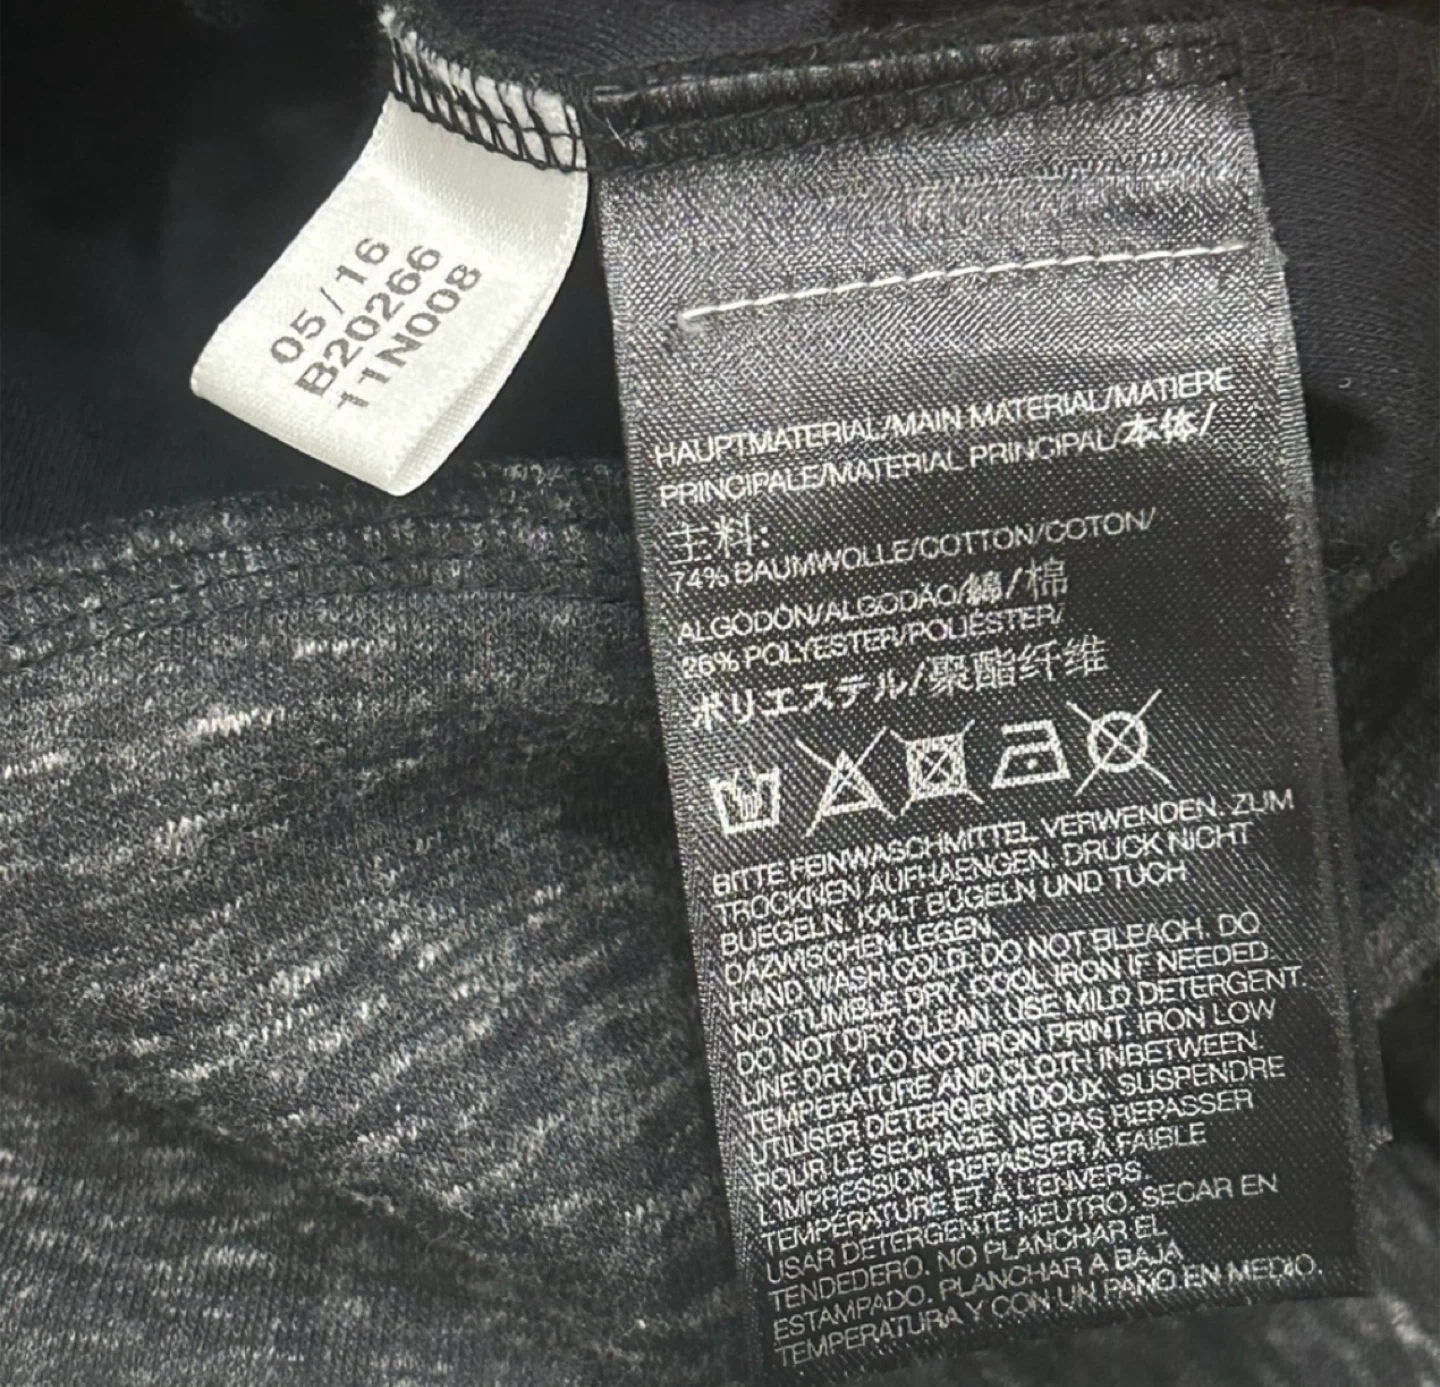 05/16
B20266
11N008
HAUPTMATERIAL/MAIN MATERIAL/MATIERE
PRINCIPALE/MATERIAL PRINCIPAL/本体/
主料:
74% BAUMWOLLE/COTTON/COTON/
ALGODÓN/ALGODÃO/綿/棉
26% POLYESTER/POLIÉSTER/
ポリエステル/聚酯纤维
BITTE FEINWASCHMITTEL VERWENDEN. ZUM
TROCKNEN AUFHAENGEN. DRUCK NICHT
BUEGELN. KALT BÜGELN UND TUCH
DAZWISCHEN LEGEN.
HAND WASH COLD. DO NOT BLEACH. DO
NOT TUMBLE DRY. COOL IRON IF NEEDED.
DO NOT DRY CLEAN. USE MILD DETERGENT.
LINE DRY. DO NOT IRON PRINT. IRON LOW
TEMPERATURE AND CLOTH INBETWEEN.
UTILISER DÉTERGENT DOUX. SUSPENDRE
POUR LE SÉCHAGE. NE PAS REPASSER
L'IMPRESSION. REPASSER À FAIBLE
TEMPÉRATURE ET À L'ENVERS.
USAR DETERGENTE NEUTRO. SECAR EN
TENDEDERO. NO PLANCHAR EL
ESTAMPADO. PLANCHAR A BAJA
TEMPERATURA Y CON UN PAÑO EN MEDIO.